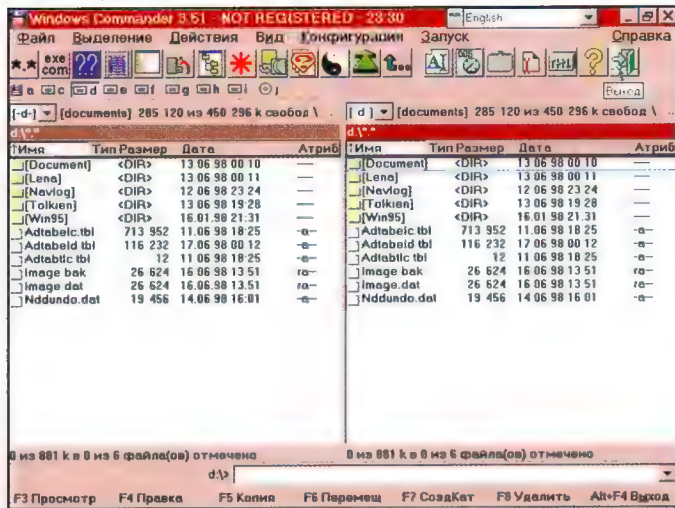 Windows Commander 3.51 - NOT REGISTERED - 23:30
English
Файл Выделение Действия Вид Конфигурация Запуск Справка
*.* exe com ??
a c d e f g h i
Выход
[-d-] [documents] 285 120 из 450 296 k свобод \ ..
[ d ] [documents] 285 120 из 450 296 k свобод \ ...
d:\*.*
d:\*.*
↑Имя Тип Размер Дата Атриб
[Document] <DIR> 13 06 98 00 10 —
[Lena] <DIR> 13 06 98 00 11 —
[Navlog] <DIR> 12 06 98 23 24 —
[Tolkien] <DIR> 13 06 98 19:28 —
[Win95] <DIR> 16.01.98 21:31 —
Adtabelc.tbl 713 952 11.06 98 18:25 -a--
Adtabeld tbl 116 232 17.06 98 00 12 -a--
Adtabtlc tbl 12 11 06 98 18:25 -a--
Image bak 26 624 16 06 98 13 51 ra--
Image dat 26 624 16.06.98 13.51 ra--
Nddundo.dat 19 456 14.06 98 16:01 -a--
↑Имя Тип Размер Дата Атриб
[Document] <DIR> 13 06 98 00 10 —
[Lena] <DIR> 13 06 98 00 11 —
[Navlog] <DIR> 12 06 98 23 24 —
[Tolkien] <DIR> 13 06 98 19 28 —
[Win95] <DIR> 16 01 98 21.31 —
Adtabelc.tbl 713 952 11.06 98 18 25 -a--
Adtabeld tbl 116 232 17 06 98 00 12 -a--
Adtabtlc tbl 12 11 06 98 18 25 -a--
Image bak 26 624 16 06 98 13 51 ra--
Image.dat 26 624 16 06 98 13 51 ra--
Nddundo.dat 19 456 14 06 98 16 01 -a--
0 из 881 k в 0 из 6 файла(ов) отмечено
0 из 881 k в 0 из 6 файла(ов) отмечено
d:\>
F3 Просмотр F4 Правка F5 Копия F6 Перемещ F7 СоздКат F8 Удалить Alt+F4 Выход